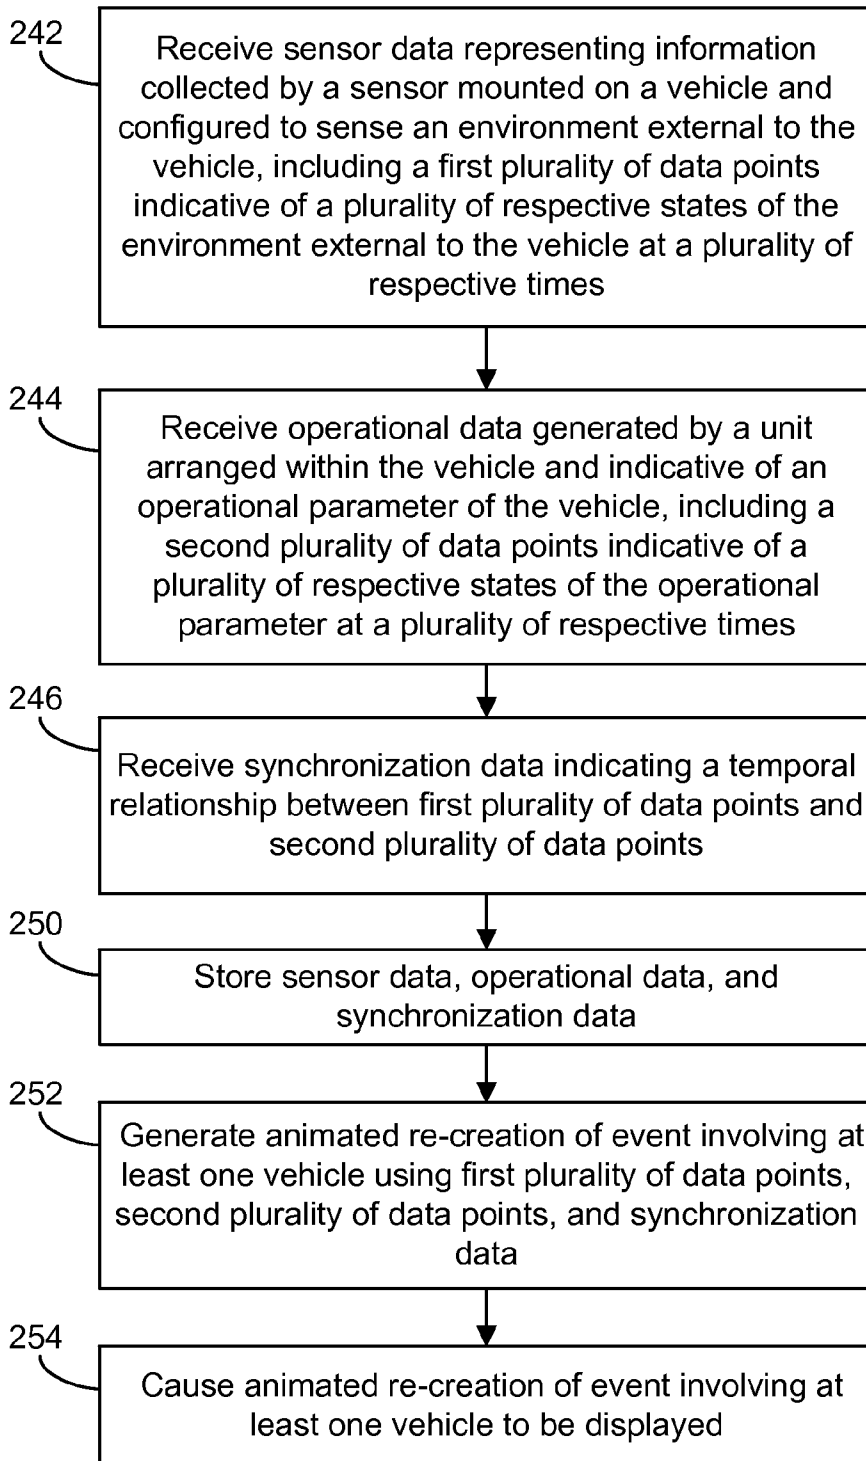 242
Receive sensor data representing information
collected by a sensor mounted on a vehicle and
configured to sense an environment external to the
vehicle, including a first plurality of data points
indicative of a plurality of respective states of the
environment external to the vehicle at a plurality of
respective times
244
Receive operational data generated by a unit
arranged within the vehicle and indicative of an
operational parameter of the vehicle, including a
second plurality of data points indicative of a
plurality of respective states of the operational
parameter at a plurality of respective times
246
Receive synchronization data indicating a temporal
relationship between first plurality of data points and
second plurality of data points
250
Store sensor data, operational data, and
synchronization data
252
Generate animated re-creation of event involving at
least one vehicle using first plurality of data points,
second plurality of data points, and synchronization
data
254
Cause animated re-creation of event involving at
least one vehicle to be displayed